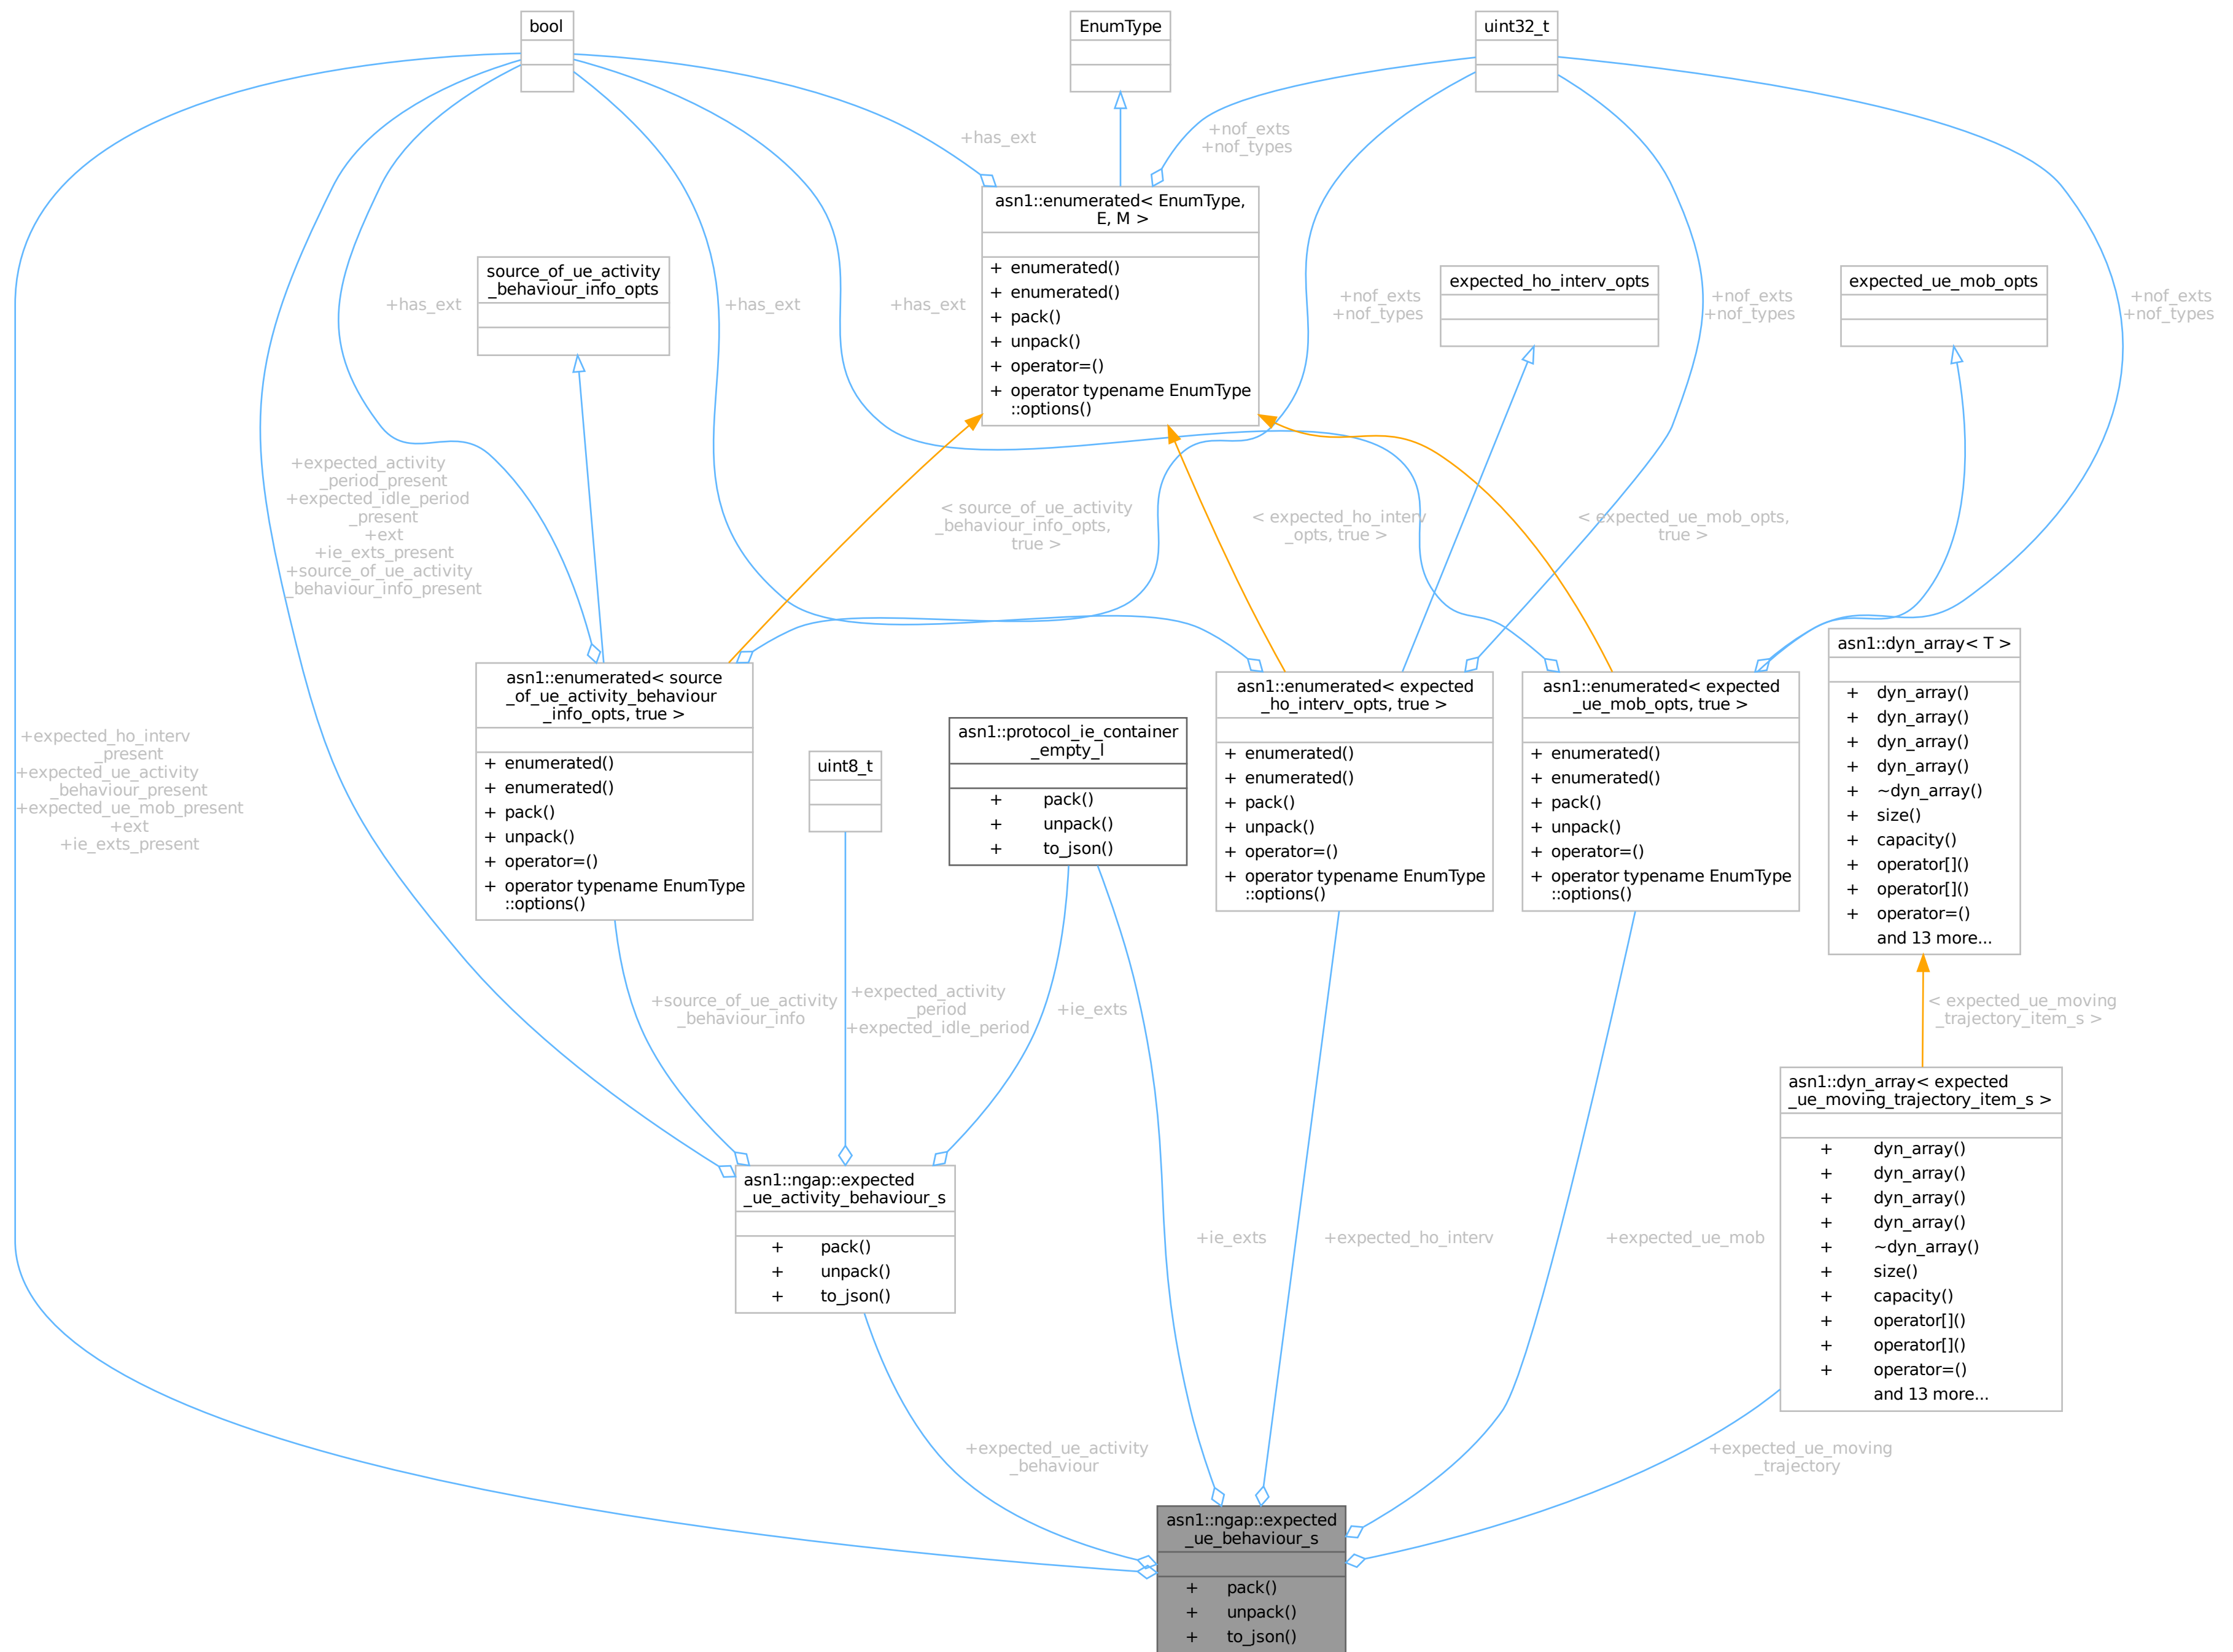 bool
EnumType
uint32_t
+has_ext
+nof_exts
+nof_types
asn1::enumerated< EnumType,
E, M >
+ enumerated()
+ enumerated()
+ pack()
+ unpack()
+ operator=()
+ operator typename EnumType
::options()
source_of_ue_activity
_behaviour_info_opts
+has_ext
+has_ext
+has_ext
+nof_exts
+nof_types
expected_ho_interv_opts
+nof_exts
+nof_types
expected_ue_mob_opts
+nof_exts
+nof_types
+expected_activity
_period_present
+expected_idle_period
_present
+ext
+ie_exts_present
+source_of_ue_activity
_behaviour_info_present
< source_of_ue_activity
_behaviour_info_opts,
true >
< expected_ho_interv
_opts, true >
< expected_ue_mob_opts,
true >
asn1::enumerated< source
_of_ue_activity_behaviour
_info_opts, true >
+ enumerated()
+ enumerated()
+ pack()
+ unpack()
+ operator=()
+ operator typename EnumType
::options()
uint8_t
asn1::protocol_ie_container
_empty_l
+ pack()
+ unpack()
+ to_json()
asn1::enumerated< expected
_ho_interv_opts, true >
+ enumerated()
+ enumerated()
+ pack()
+ unpack()
+ operator=()
+ operator typename EnumType
::options()
asn1::enumerated< expected
_ue_mob_opts, true >
+ enumerated()
+ enumerated()
+ pack()
+ unpack()
+ operator=()
+ operator typename EnumType
::options()
asn1::dyn_array< T >
+ dyn_array()
+ dyn_array()
+ dyn_array()
+ dyn_array()
+ ~dyn_array()
+ size()
+ capacity()
+ operator[]()
+ operator[]()
+ operator=()
and 13 more...
+expected_ho_interv
_present
+expected_ue_activity
_behaviour_present
+expected_ue_mob_present
+ext
+ie_exts_present
+source_of_ue_activity
_behaviour_info
+expected_activity
_period
+expected_idle_period
+ie_exts
< expected_ue_moving
_trajectory_item_s >
asn1::dyn_array< expected
_ue_moving_trajectory_item_s >
+ dyn_array()
+ dyn_array()
+ dyn_array()
+ dyn_array()
+ ~dyn_array()
+ size()
+ capacity()
+ operator[]()
+ operator[]()
+ operator=()
and 13 more...
asn1::ngap::expected
_ue_activity_behaviour_s
+ pack()
+ unpack()
+ to_json()
+ie_exts
+expected_ho_interv
+expected_ue_mob
+expected_ue_activity
_behaviour
+expected_ue_moving
_trajectory
asn1::ngap::expected
_ue_behaviour_s
+ pack()
+ unpack()
+ to_json()